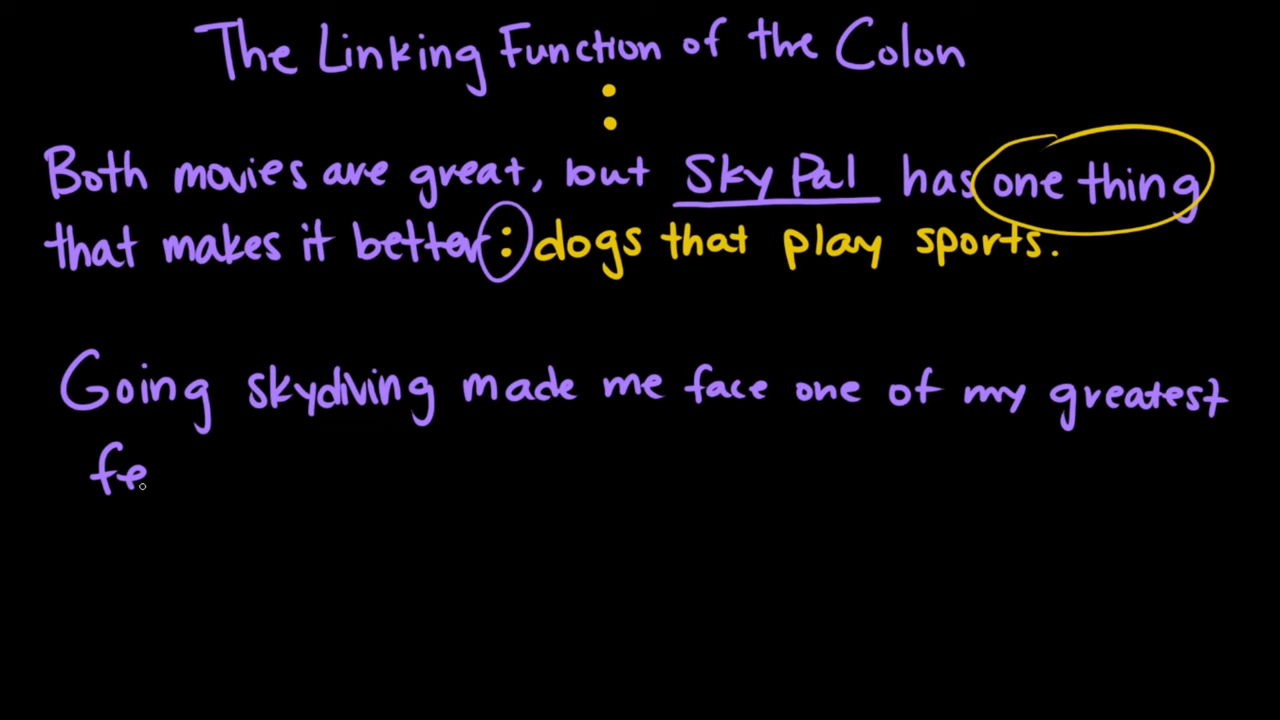 The Linking Function of the Colon
:
Both movies are great, but Sky Pal has one thing
that makes it better: dogs that play sports.
Going skydiving made me face one of my greatest
fe